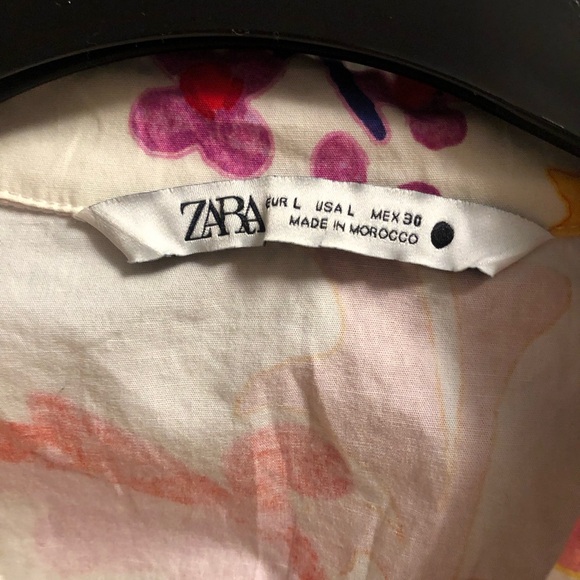 ZARA
EUR L USA L MEX 30
MADE IN MOROCCO